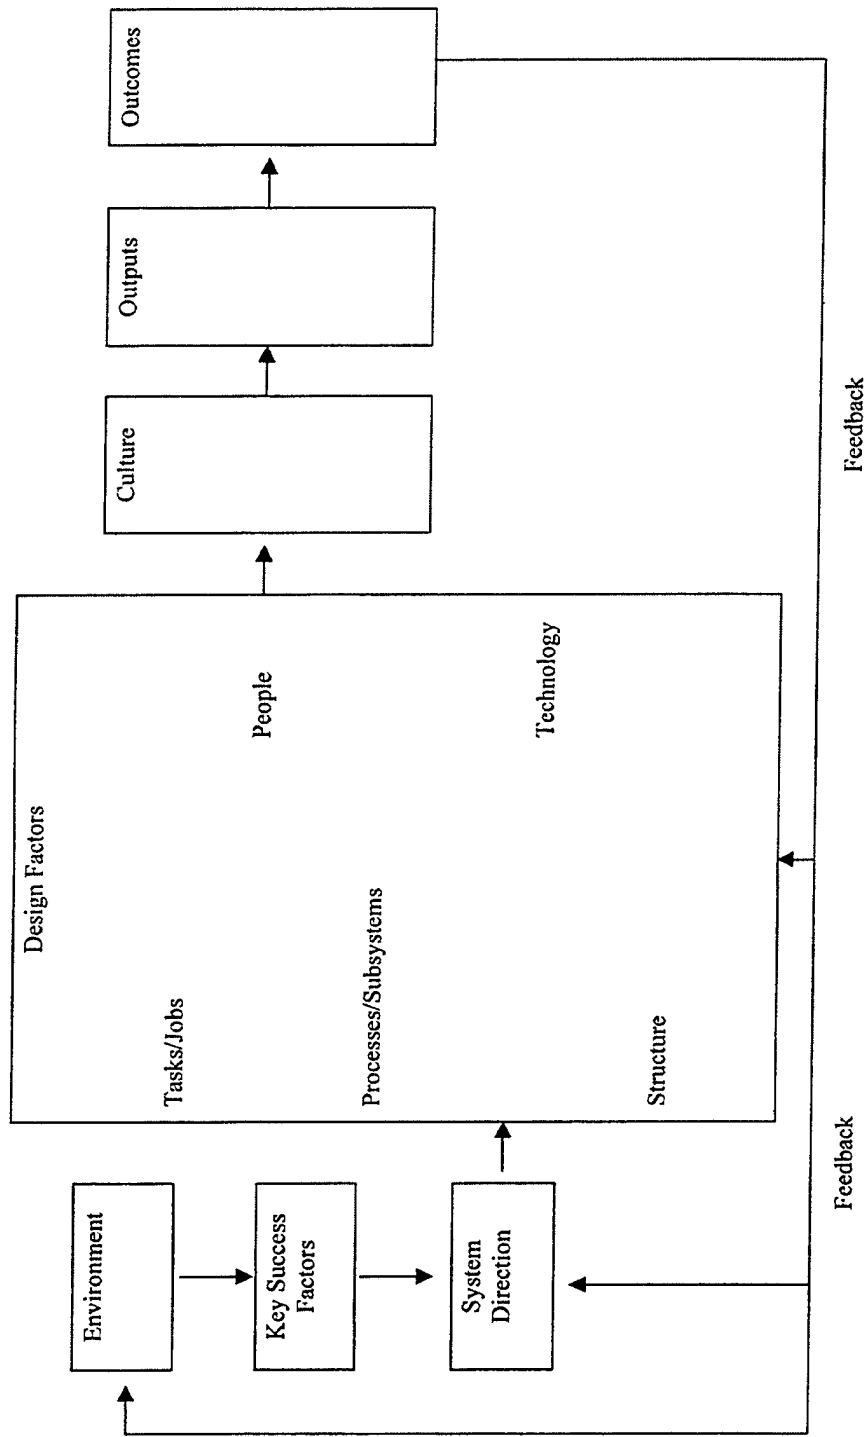 Environment
Key Success
Factors
System
Direction
Design Factors
Tasks/Jobs
People
Processes/Subsystems
Technology
Structure
Culture
Outputs
Outcomes
Feedback
Feedback